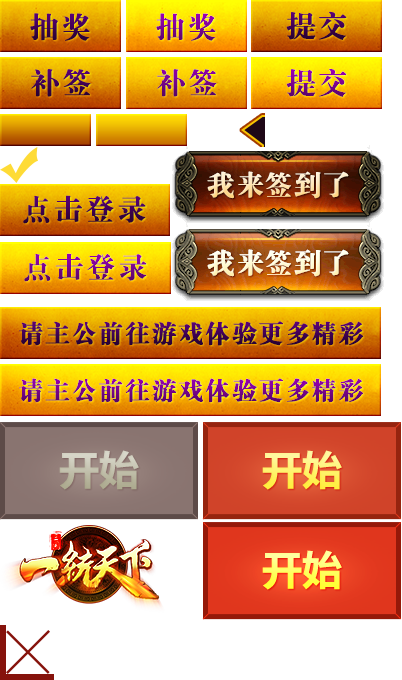 抽奖 抽奖 提交
补签 补签 提交
我来签到了
点击登录
我来签到了
点击登录
请主公前往游戏体验更多精彩
请主公前往游戏体验更多精彩
开始 开始
一统天下
开始